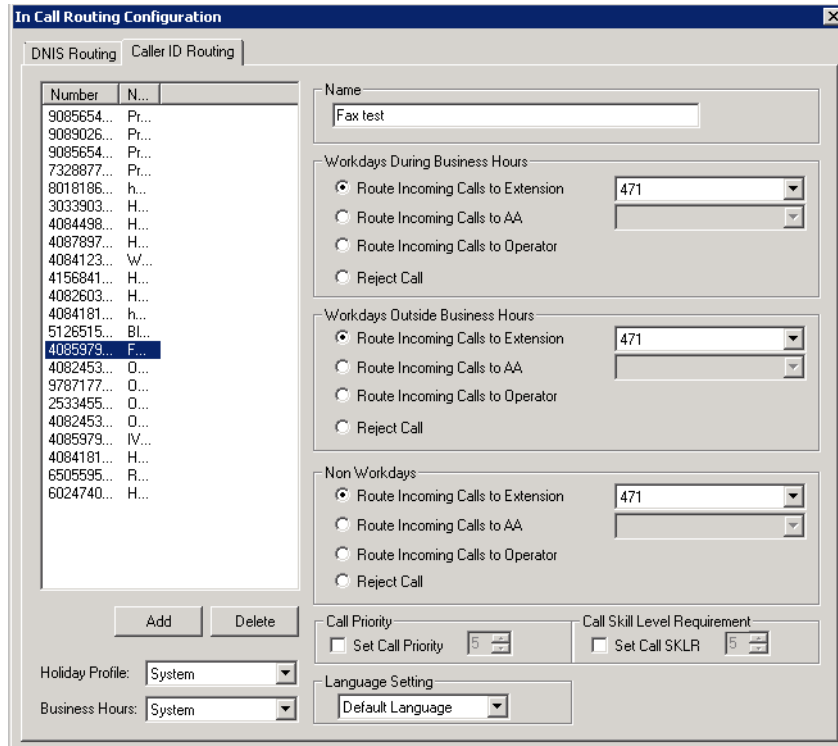 In Call Routing Configuration
DNIS Routing Caller ID Routing
Number N...
9085654... Pr...
9089026... Pr...
9085654... Pr...
7328877... Pr...
8018186... h...
3033903... H...
4084498... H...
4087897... H...
4084123... W...
4156841... H...
4082603... H...
4084181... h...
5126515... Bl...
4085979... F...
4082453... O...
9787177... O...
2533455... O...
4082453... O...
4085979... IV...
4084181... H...
6505595... R...
6024740... H...
Add Delete
Holiday Profile: System
Business Hours: System
Name
Fax test
Workdays During Business Hours
Route Incoming Calls to Extension 471
Route Incoming Calls to AA
Route Incoming Calls to Operator
Reject Call
Workdays Outside Business Hours
Route Incoming Calls to Extension 471
Route Incoming Calls to AA
Route Incoming Calls to Operator
Reject Call
Non Workdays
Route Incoming Calls to Extension 471
Route Incoming Calls to AA
Route Incoming Calls to Operator
Reject Call
Call Priority
Set Call Priority 5
Call Skill Level Requirement
Set Call SKLR 5
Language Setting
Default Language